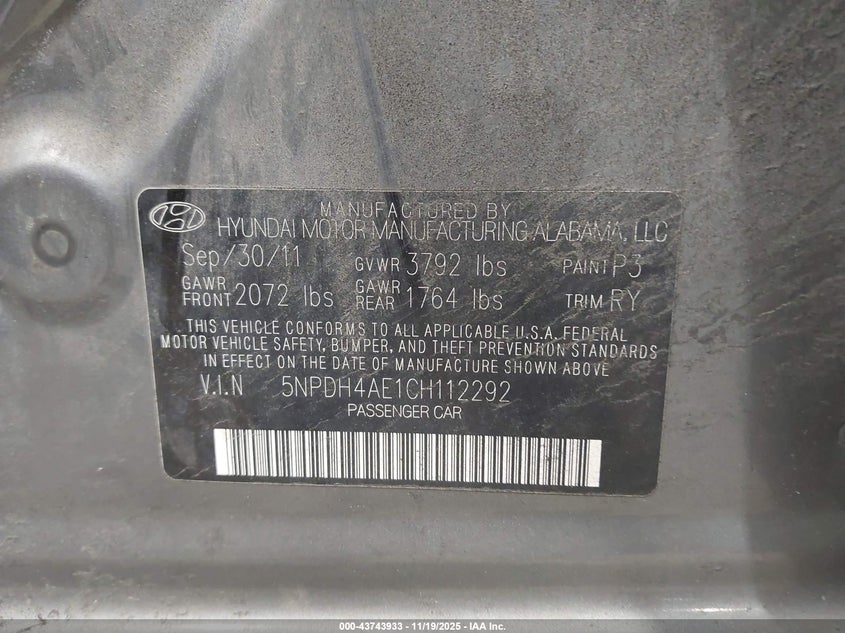 MANUFACTURED BY
HYUNDAI MOTOR MANUFACTURING ALABAMA, LLC
Sep/30/11 GVWR 3792 lbs PAINT P3
GAWR FRONT 2072 lbs GAWR REAR 1764 lbs TRIM RY
THIS VEHICLE CONFORMS TO ALL APPLICABLE U.S.A. FEDERAL
MOTOR VEHICLE SAFETY, BUMPER, AND THEFT PREVENTION STANDARDS
IN EFFECT ON THE DATE OF MANUFACTURE SHOWN ABOVE.
V.I.N 5NPDH4AE1CH112292
PASSENGER CAR
000-43743933 - 11/19/2025 - IAA Inc.